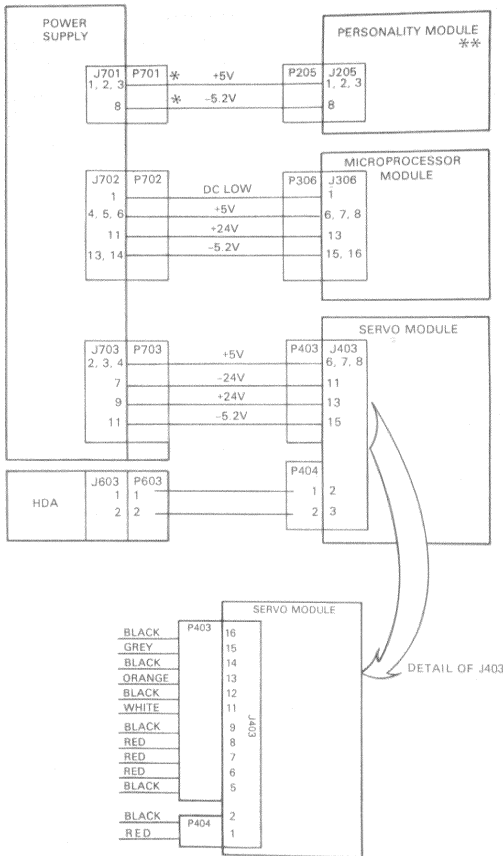 POWER
SUPPLY
PERSONALITY MODULE
**
J701 P701 * +5V P205 J205
1, 2, 3 1, 2, 3
8 * -5.2V 8
MICROPROCESSOR
MODULE
J702 P702 P306 J306
1 DC LOW 1
4, 5, 6 +5V 6, 7, 8
11 +24V 13
13, 14 -5.2V 15, 16
SERVO MODULE
J703 P703 P403 J403
2, 3, 4 +5V 6, 7, 8
7 -24V 11
9 +24V 13
11 -5.2V 15
P404
HDA J603 P603
1 1 1 2
2 2 2 3
SERVO MODULE
P403
BLACK 16
GREY 15
BLACK 14
ORANGE 13
BLACK 12
WHITE 11
BLACK 9
RED 8
RED 7
RED 6
BLACK 5
J403
BLACK 2
RED P404 1
DETAIL OF J403